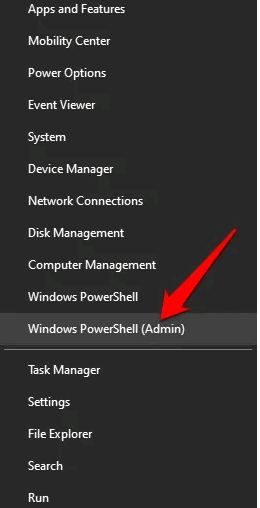 Apps and Features
Mobility Center
Power Options
Event Viewer
System
Device Manager
Network Connections
Disk Management
Computer Management
Windows PowerShell
Windows PowerShell (Admin)
Task Manager
Settings
File Explorer
Search
Run